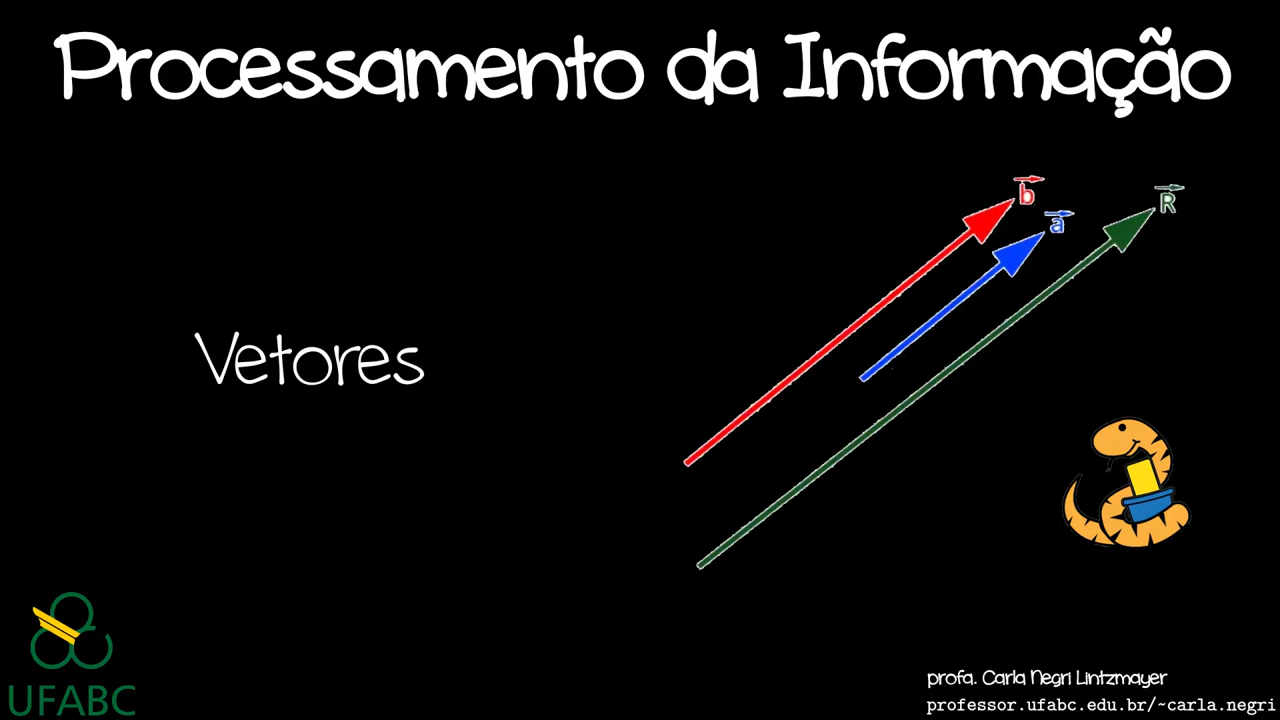 Processamento da Informação
b
a
R
Vetores
UFABC
profa. Carla Negri Lintzmayer
professor.ufabc.edu.br/~carla.negri